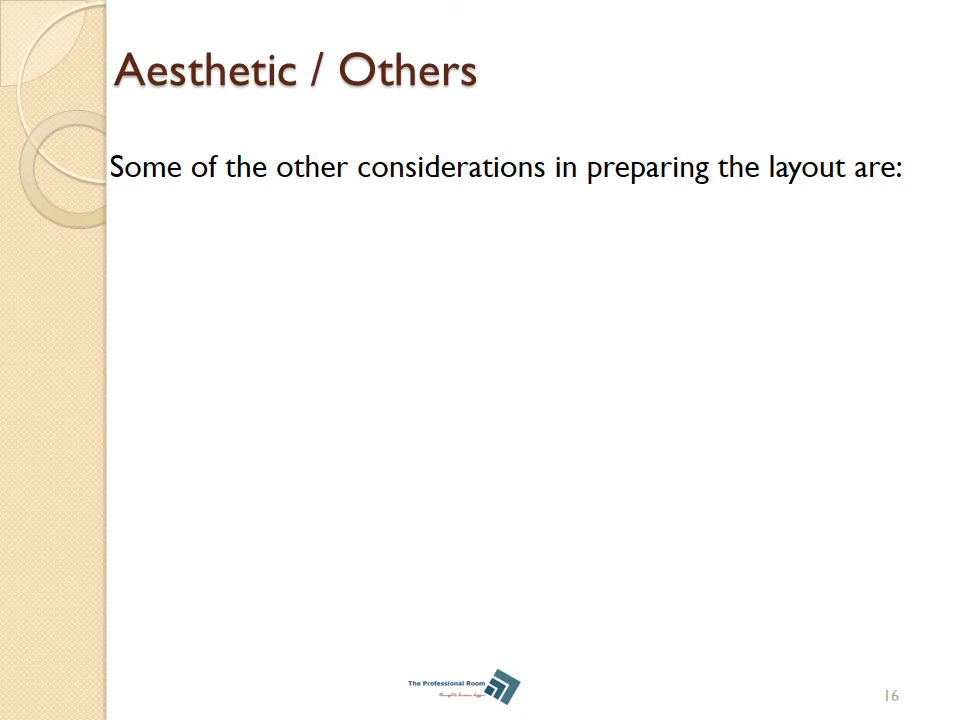 Aesthetic / Others
Some of the other considerations in preparing the layout are:
The Professional Room
16